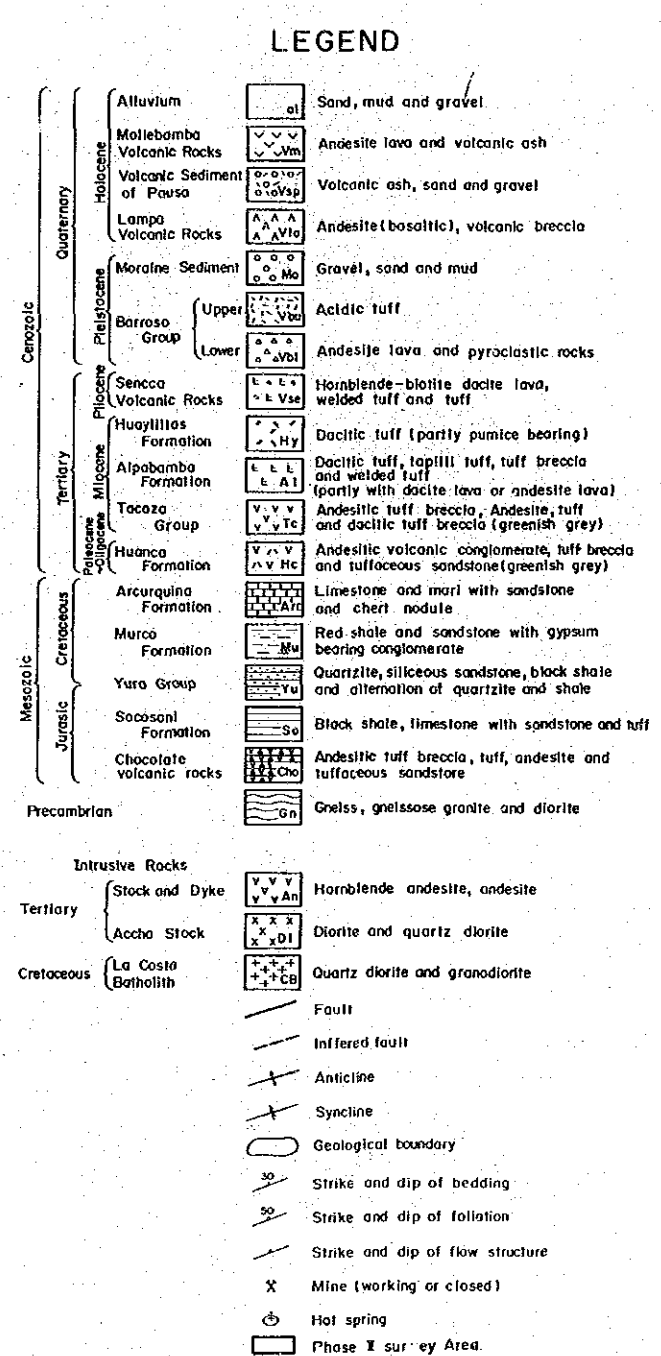 LEGEND
Cenozoic
Quaternary
Holocene
Alluvium al Sand, mud and gravel
Mollebamba
Volcanic Rocks Vm Andesite lava and volcanic ash
Volcanic Sediment
of Pausa Vsp Volcanic ash, sand and gravel
Lampa
Volcanic Rocks Vla Andesite (basaltic), volcanic breccia
Pleistocene
Moraine Sediment Mo Gravel, sand and mud
Barroso
Group
Upper Vbu Acidic tuff
Lower Vbl Andesite lava and pyroclastic rocks
Tertiary
Pliocene
Sencca
Volcanic Rocks Vse Hornblende-biotite dacite lava,
welded tuff and tuff
Miocene
Huaylillas
Formation Hy Dacitic tuff (partly pumice bearing)
Alpabamba
Formation Al Dacitic tuff, lapilli tuff, tuff breccia
and welded tuff
(partly with dacite lava or andesite lava)
Tacaza
Group Tc Andesitic tuff breccia, Andesite, tuff
and dacitic tuff breccia (greenish grey)
Paleocene
-Oligocene
Huanca
Formation Hc Andesitic volcanic conglomerate, tuff breccia
and tuffaceous sandstone (greenish grey)
Mesozoic
Cretaceous
Arcurquina
Formation Arc Limestone and marl with sandstone
and chert nodule
Murco
Formation Mu Red shale and sandstone with gypsum
bearing conglomerate
Yura Group Yu Quartzite, siliceous sandstone, black shale
and alternation of quartzite and shale
Jurasic
Socosani
Formation So Black shale, limestone with sandstone and tuff
Chocolate
volcanic rocks Cho Andesitic tuff breccia, tuff, andesite and
tuffaceous sandstore
Precambrian Gn Gneiss, gneissose granite and diorite
Intrusive Rocks
Tertiary
Stock and Dyke An Hornblende andesite, andesite
Accha Stock DI Diorite and quartz diorite
Cretaceous
La Costa
Batholith CB Quartz diorite and granodiorite
Fault
Inffered fault
Anticline
Syncline
Geological boundary
30 Strike and dip of bedding
50 Strike and dip of foliation
Strike and dip of flow structure
X Mine (working or closed)
Hot spring
Phase II sur ey Area.